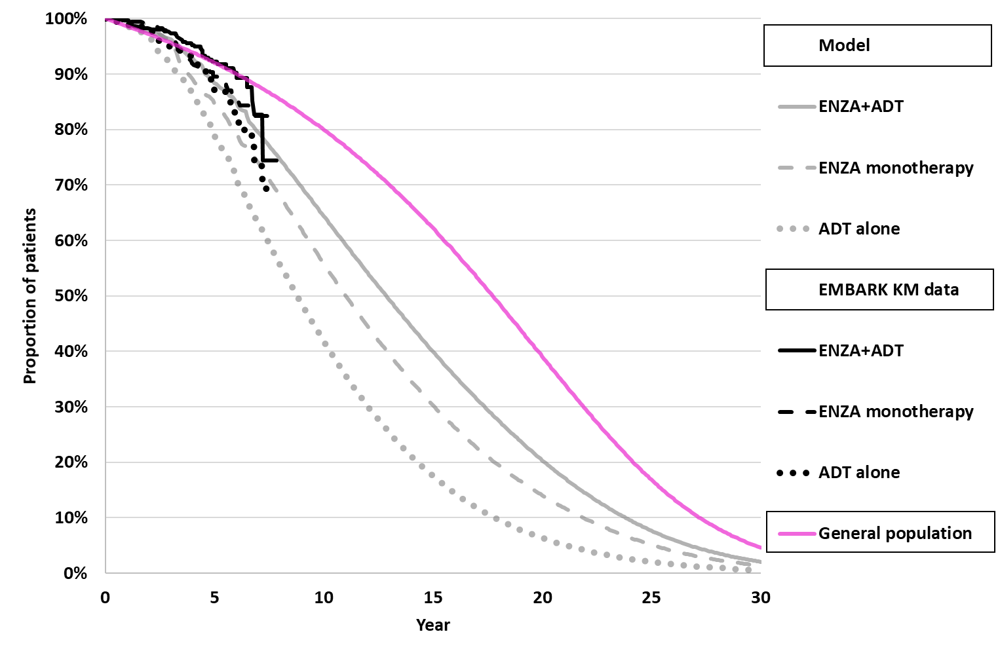 100%
90%
80%
70%
60%
50%
40%
30%
20%
10%
0%
Proportion of patients
0 5 10 15 20 25 30
Year
Model
ENZA+ADT
ENZA monotherapy
ADT alone
EMBARK KM data
ENZA+ADT
ENZA monotherapy
ADT alone
General population